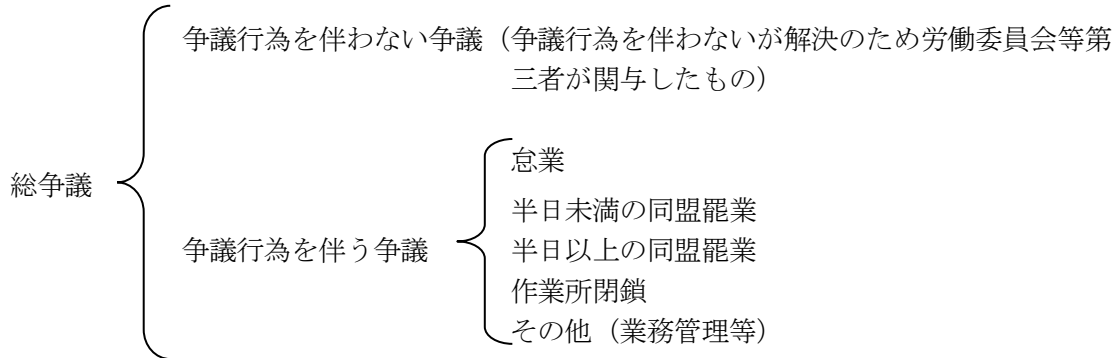 争議行為を伴わない争議（争議行為を伴わないが解決のため労働委員会等第
三者が関与したもの）
総争議
争議行為を伴う争議
怠業
半日未満の同盟罷業
半日以上の同盟罷業
作業所閉鎖
その他（業務管理等）